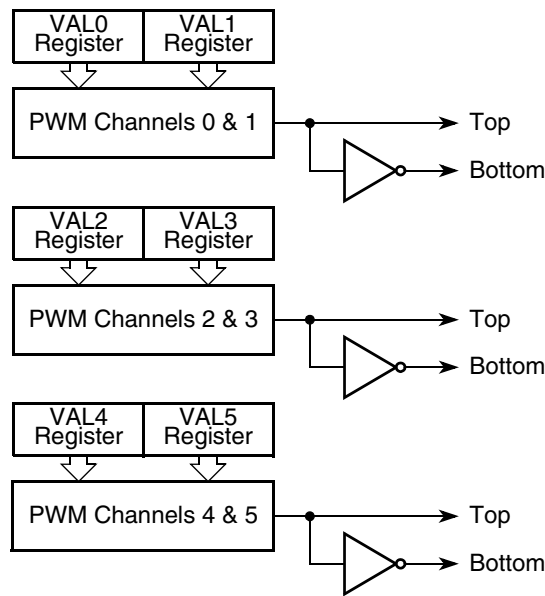 VAL0 VAL1
Register Register
PWM Channels 0 & 1
Top
Bottom
VAL2 VAL3
Register Register
PWM Channels 2 & 3
Top
Bottom
VAL4 VAL5
Register Register
PWM Channels 4 & 5
Top
Bottom